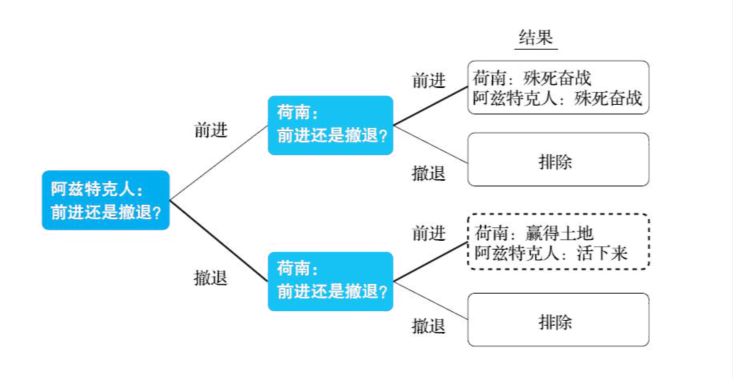 结果
前进
荷南：殊死奋战
阿兹特克人：殊死奋战
荷南：
前进还是撤退?
前进
撤退
排除
阿兹特克人：
前进还是撤退?
前进
荷南：赢得土地
阿兹特克人：活下来
撤退
荷南：
前进还是撤退?
撤退
排除